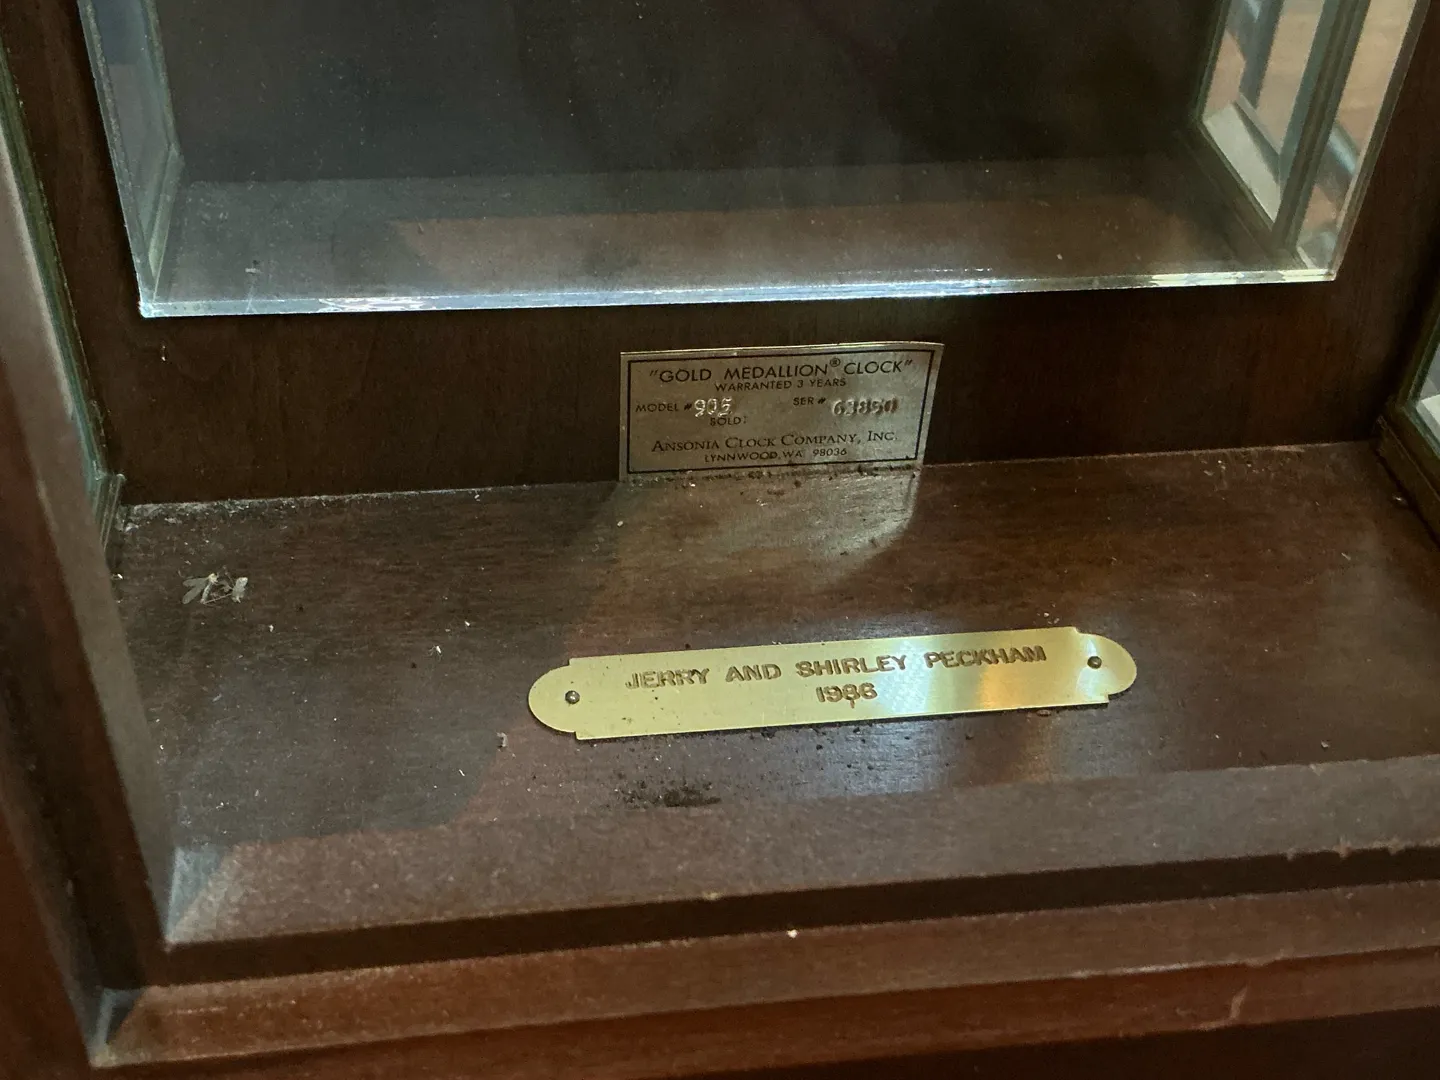 "GOLD MEDALLION® CLOCK"
WARRANTED 3 YEARS
MODEL # 905 SER # 63850
SOLD:
ANSONIA CLOCK COMPANY, INC.
LYNNWOOD, WA 98036
JERRY AND SHIRLEY PECKHAM
1986